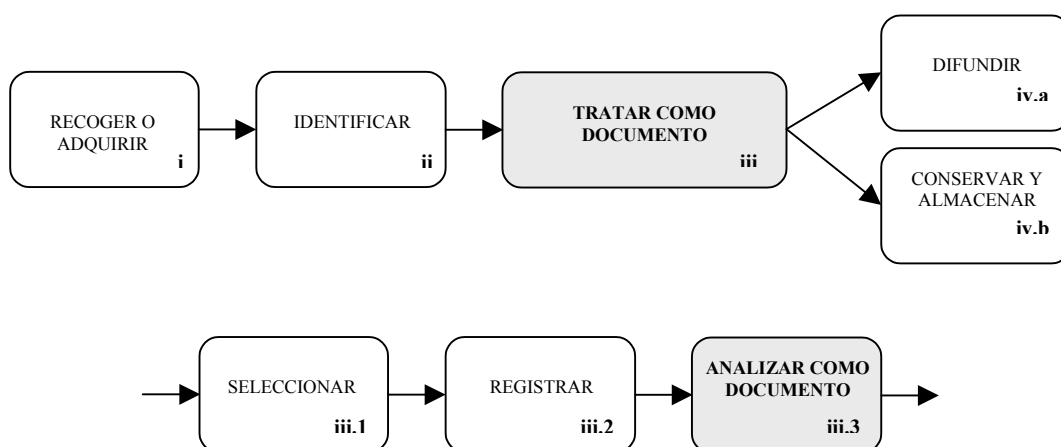 RECOGER O
ADQUIRIR
i
IDENTIFICAR
ii
TRATAR COMO
DOCUMENTO
iii
DIFUNDIR
iv.a
CONSERVAR Y
ALMACENAR
iv.b
SELECCIONAR
iii.1
REGISTRAR
iii.2
ANALIZAR COMO
DOCUMENTO
iii.3